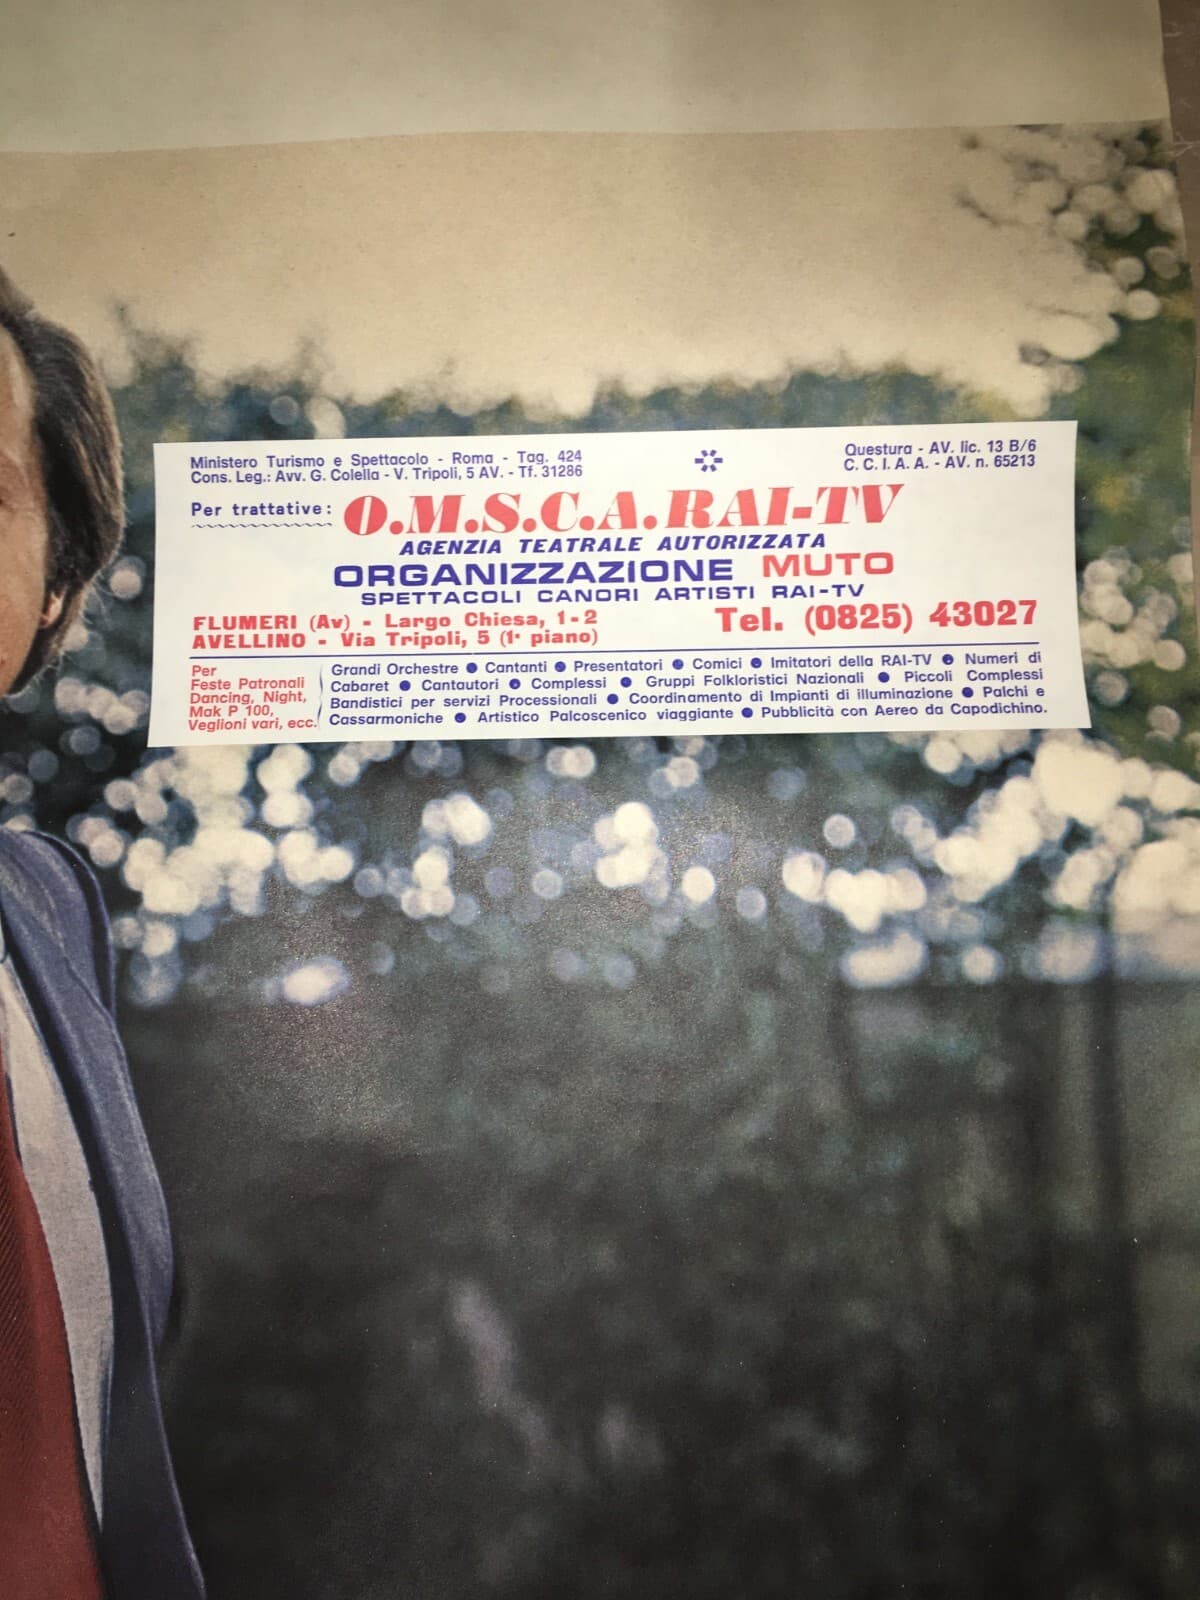 Ministero Turismo e Spettacolo - Roma - Tag. 424
Cons. Leg.: Avv. G. Colella - V. Tripoli, 5 AV. - Tf. 31286
Questura - AV. lic. 13 B/6
C. C. I. A. A. - AV. n. 65213
Per trattative: O.M.S.C.A. RAI-TV
AGENZIA TEATRALE AUTORIZZATA
ORGANIZZAZIONE MUTO
SPETTACOLI CANORI ARTISTI RAI-TV
FLUMERI (Av) - Largo Chiesa, 1-2
AVELLINO - Via Tripoli, 5 (1° piano)
Tel. (0825) 43027
Per
Feste Patronali
Dancing, Night,
Mak P 100,
Veglioni vari, ecc.
Grandi Orchestre ● Cantanti ● Presentatori ● Comici ● Imitatori della RAI-TV ● Numeri di
Cabaret ● Cantautori ● Complessi ● Gruppi Folkloristici Nazionali ● Piccoli Complessi
Bandistici per servizi Processionali ● Coordinamento di Impianti di illuminazione ● Palchi e
Cassarmoniche ● Artistico Palcoscenico viaggiante ● Pubblicità con Aereo da Capodichino.